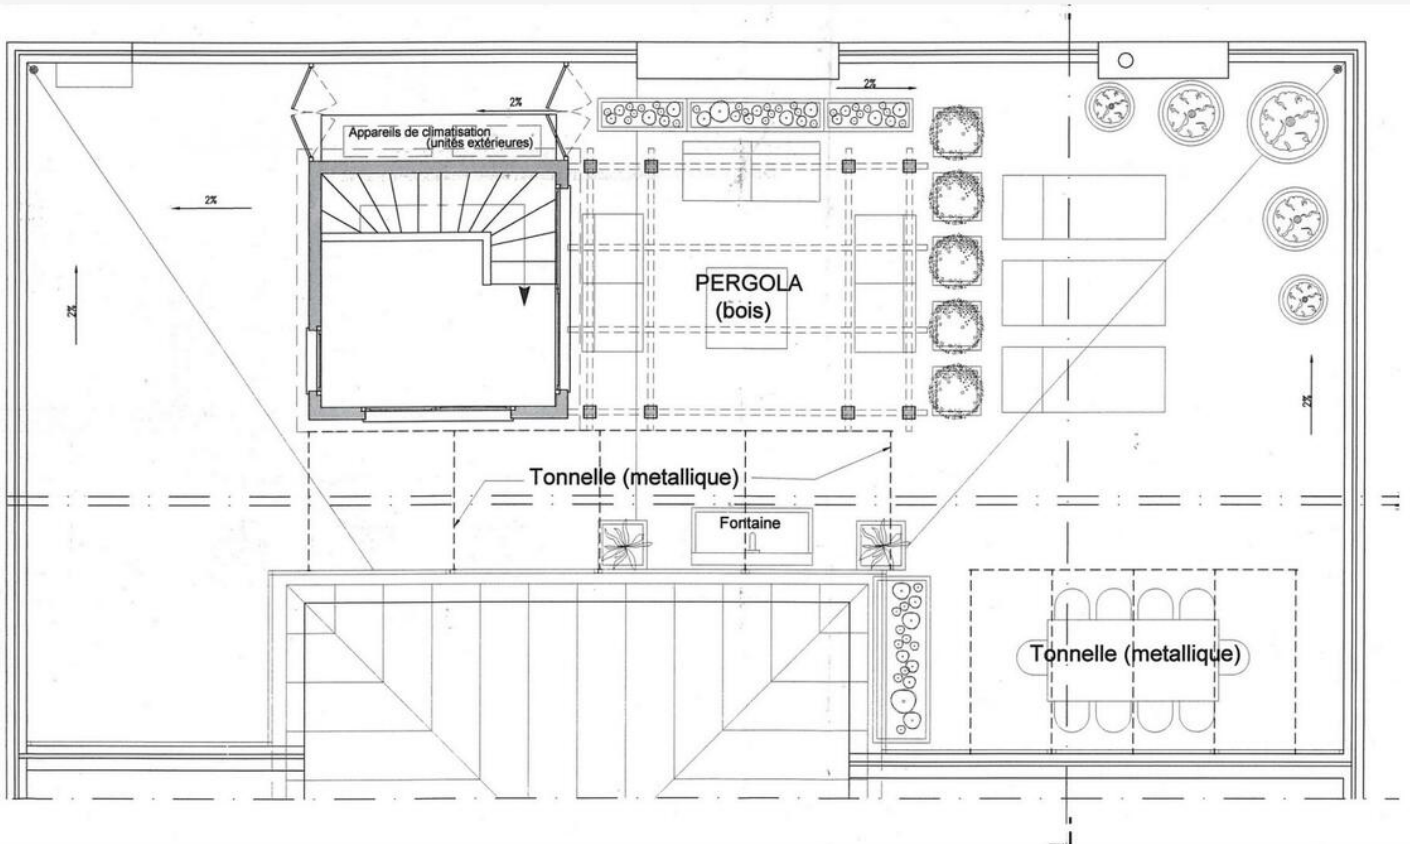 2%
2%
Appareils de climatisation
(unités extérieures)
2%
2%
PERGOLA
(bois)
2%
Tonnelle (metallique)
Fontaine
Tonnelle (metallique)